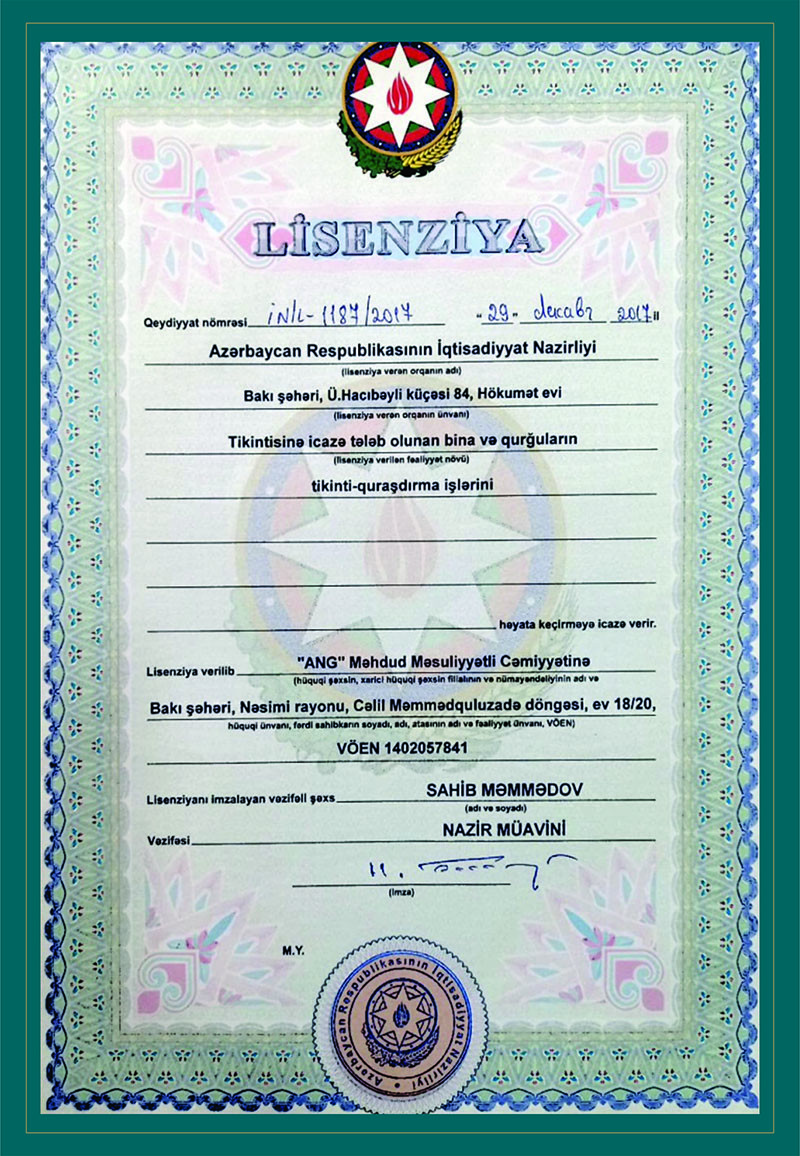 LİSENZİYA
Qeydiyyat nömrəsi İN/L-1187/2017 "29" декабр 2017 il
Azərbaycan Respublikasının İqtisadiyyat Nazirliyi
(lisenziya verən orqanın adı)
Bakı şəhəri, Ü.Hacıbəyli küçəsi 84, Hökumət evi
(lisenziya verən orqanın ünvanı)
Tikintisinə icazə tələb olunan bina və qurğuların
(lisenziya verilən fəaliyyət növü)
tikinti-quraşdırma işlərini
həyata keçirməyə icazə verir.
Lisenziya verilib "ANG" Məhdud Məsuliyyətli Cəmiyyətinə
(hüquqi şəxsin, xarici hüquqi şəxsin filialının və nümayəndəliyinin adı və
Bakı şəhəri, Nəsimi rayonu, Cəlil Məmmədquluzadə döngəsi, ev 18/20,
hüquqi ünvanı, fərdi sahibkarın soyadı, adı, atasının adı və fəaliyyət ünvanı, VÖEN)
VÖEN 1402057841
Lisenziyanı imzalayan vəzifəli şəxs SAHİB MƏMMƏDOV
(adı və soyadı)
Vəzifəsi NAZİR MÜAVİNİ
(imza)
M.Y.
Azərbaycan Respublikasının İqtisadiyyat Nazirliyi